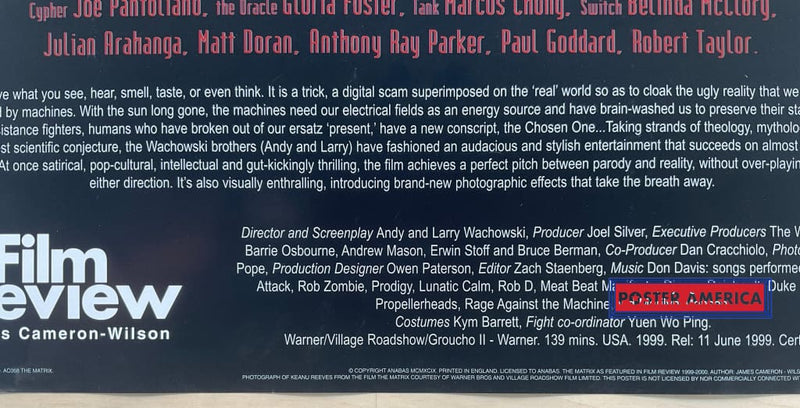 Cypher Joe Pantoliano, the Oracle Gloria Foster, Tank Marcus Chong, Switch Belinda McClory,
Julian Arahanga, Matt Doran, Anthony Ray Parker, Paul Goddard, Robert Taylor.
ve what you see, hear, smell, taste, or even think. It is a trick, a digital scam superimposed on the ‘real’ world so as to cloak the ugly reality that we
d by machines. With the sun long gone, the machines need our electrical fields as an energy source and have brain-washed us to preserve their sta
sistance fighters, humans who have broken out of our ersatz ‘present,’ have a new conscript, the Chosen One...Taking strands of theology, mytholo
st scientific conjecture, the Wachowski brothers (Andy and Larry) have fashioned an audacious and stylish entertainment that succeeds on almost
At once satirical, pop-cultural, intellectual and gut-kickingly thrilling, the film achieves a perfect pitch between parody and reality, without over-playin
either direction. It’s also visually enthralling, introducing brand-new photographic effects that take the breath away.
Film
eview
s Cameron-Wilson
Director and Screenplay Andy and Larry Wachowski, Producer Joel Silver, Executive Producers The W
Barrie Osbourne, Andrew Mason, Erwin Stoff and Bruce Berman, Co-Producer Dan Cracchiolo, Photo
Pope, Production Designer Owen Paterson, Editor Zach Staenberg, Music Don Davis: songs performed
Attack, Rob Zombie, Prodigy, Lunatic Calm, Rob D, Meat Beat Duke
Propellerheads, Rage Against the Machine
POSTER AMERICA
Costumes Kym Barrett, Fight co-ordinator Yuen Wo Ping.
Warner/Village Roadshow/Groucho II - Warner. 139 mins. USA. 1999. Rel: 11 June 1999. Cert
AC358 THE MATRIX.
© COPYRIGHT ANABAS MCMXCIX. PRINTED IN ENGLAND. LICENSED TO ANABAS. THE MATRIX AS FEATURED IN FILM REVIEW 1999-2000. AUTHOR: JAMES CAMERON - WILS
PHOTOGRAPH OF KEANU REEVES FROM THE FILM THE MATRIX COURTESY OF WARNER BROS AND VILLAGE ROADSHOW FILM LIMITED. THIS POSTER IS NOT LICENSED BY NOR COMMERCIALLY CONNECTED WIT